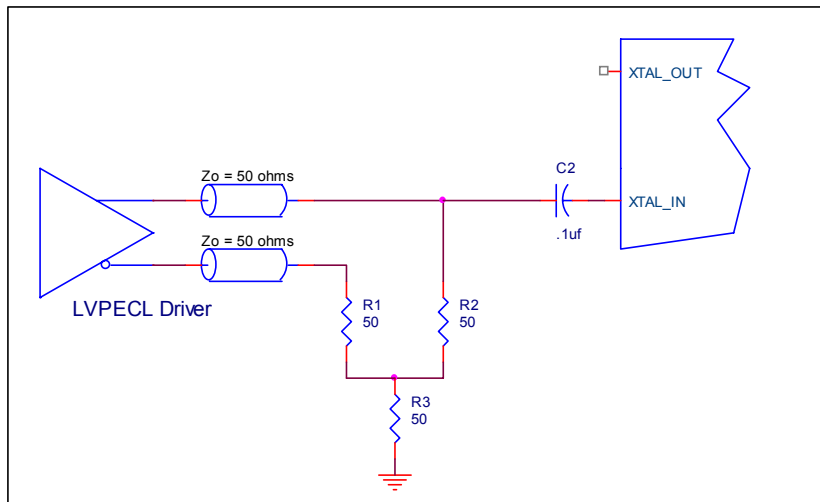 XTAL_OUT
Zo = 50 ohms
C2
XTAL_IN
.1uf
Zo = 50 ohms
LVPECL Driver
R1
50
R2
50
R3
50